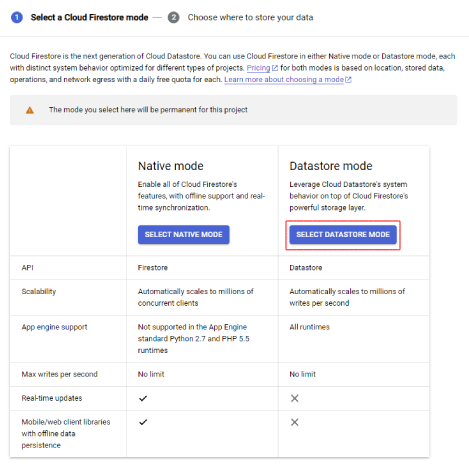 1 Select a Cloud Firestore mode — 2 Choose where to store your data
Cloud Firestore is the next generation of Cloud Datastore. You can use Cloud Firestore in either Native mode or Datastore mode, each
with distinct system behavior optimized for different types of projects. Pricing for both modes is based on location, stored data,
operations, and network egress with a daily free quota for each. Learn more about choosing a mode
The mode you select here will be permanent for this project
Native mode
Enable all of Cloud Firestore's
features, with offline support and real-
time synchronization.
SELECT NATIVE MODE
Datastore mode
Leverage Cloud Datastore's system
behavior on top of Cloud Firestore's
powerful storage layer.
SELECT DATASTORE MODE
API
Firestore
Datastore
Scalability
Automatically scales to millions of
concurrent clients
Automatically scales to millions of
writes per second
App engine support
Not supported in the App Engine
standard Python 2.7 and PHP 5.5
runtimes
All runtimes
Max writes per second
No limit
No limit
Real-time updates
Mobile/web client libraries
with offline data
persistence